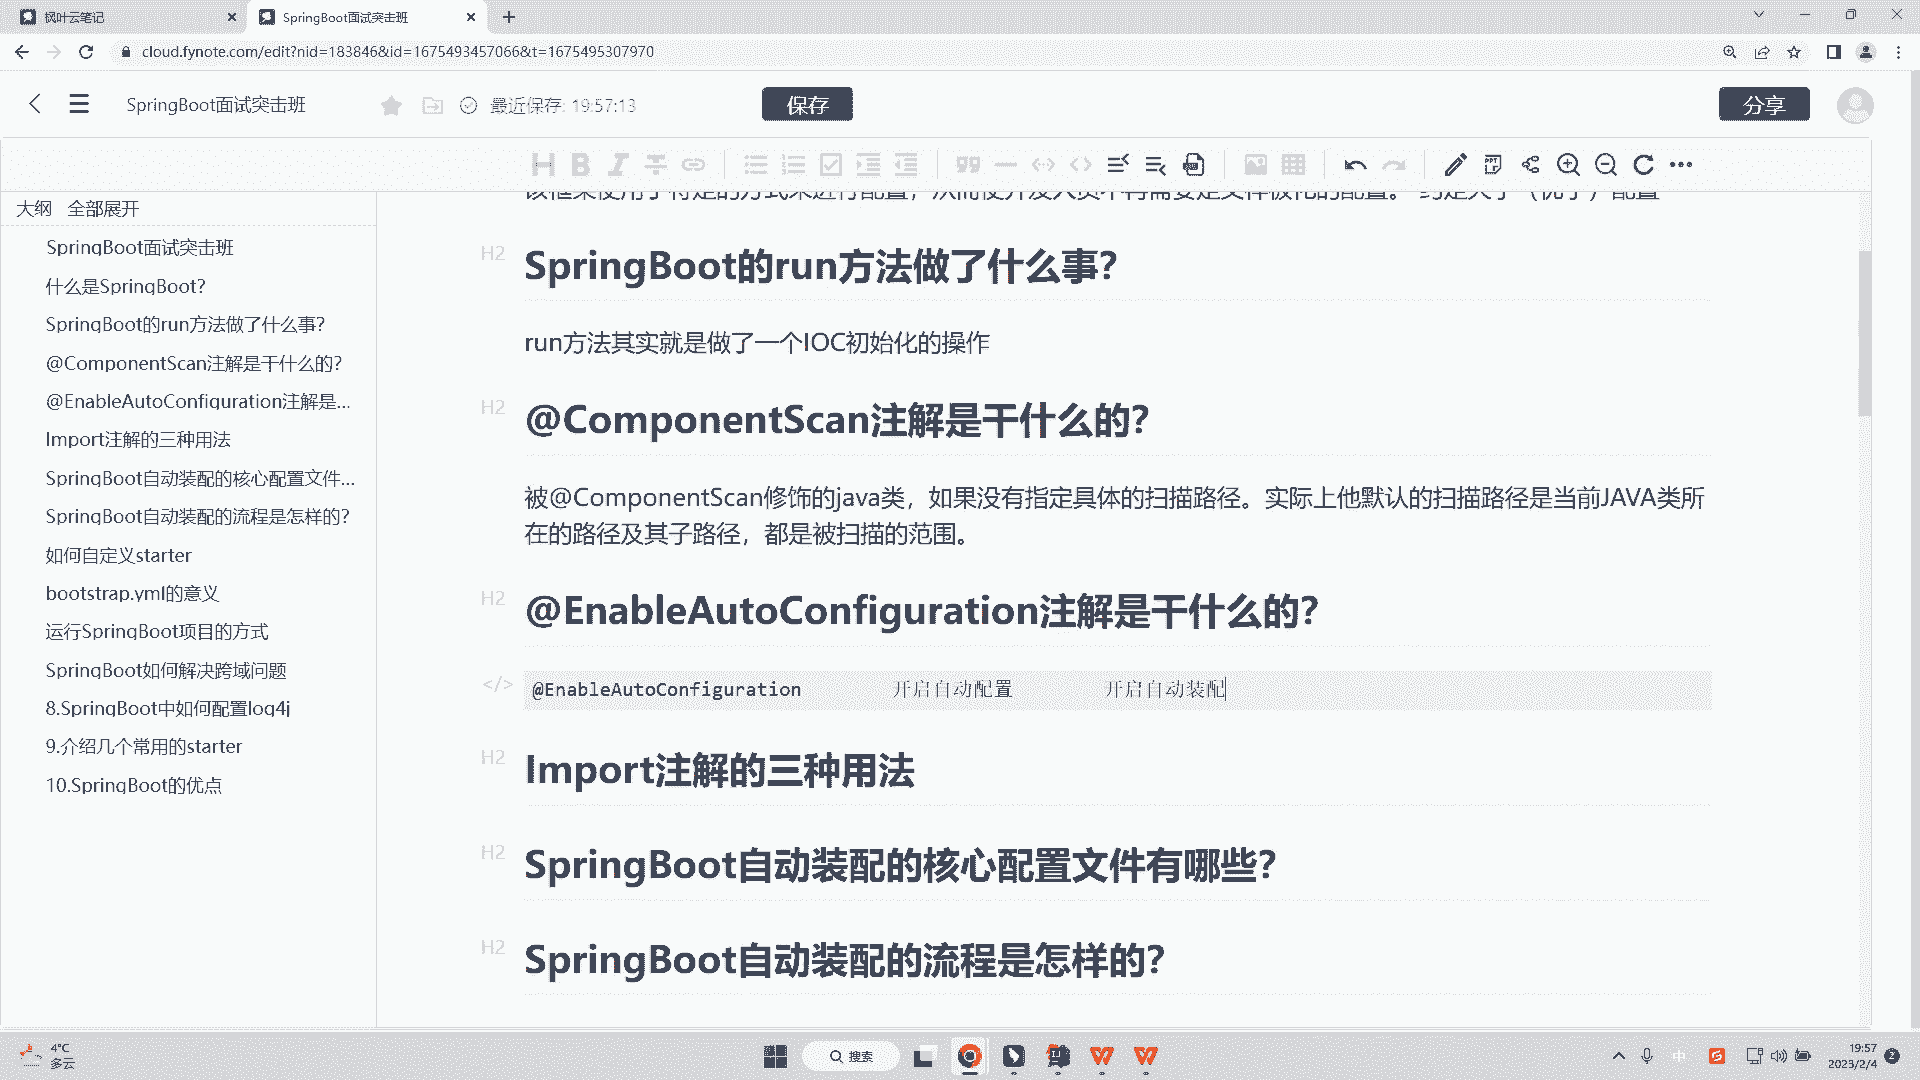 枫叶云笔记
SpringBoot面试突击班
cloud.fynote.com/edit?nid=183846&id=1675493457066&t=1675495307970
SpringBoot面试突击班
最近保存: 19:57:13
保存
分享
大纲 全部展开
SpringBoot面试突击班
什么是SpringBoot?
SpringBoot的run方法做了什么事?
@ComponentScan注解是干什么的?
@EnableAutoConfiguration注解是...
Import注解的三种用法
SpringBoot自动装配的核心配置文件...
SpringBoot自动装配的流程是怎样的?
如何自定义starter
bootstrap.yml的意义
运行SpringBoot项目的方式
SpringBoot如何解决跨域问题
8.SpringBoot中如何配置log4j
9.介绍几个常用的starter
10.SpringBoot的优点
H2 SpringBoot的run方法做了什么事?
run方法其实就是做了一个IOC初始化的操作
H2 @ComponentScan注解是干什么的?
被@ComponentScan修饰的java类，如果没有指定具体的扫描路径。实际上他默认的扫描路径是当前JAVA类所
在的路径及其子路径，都是被扫描的范围。
H2 @EnableAutoConfiguration注解是干什么的?
</> @EnableAutoConfiguration 开启自动配置 开启自动装配
H2 Import注解的三种用法
H2 SpringBoot自动装配的核心配置文件有哪些?
H2 SpringBoot自动装配的流程是怎样的?
4°C
多云
搜索
中
19:57
2023/2/4
2